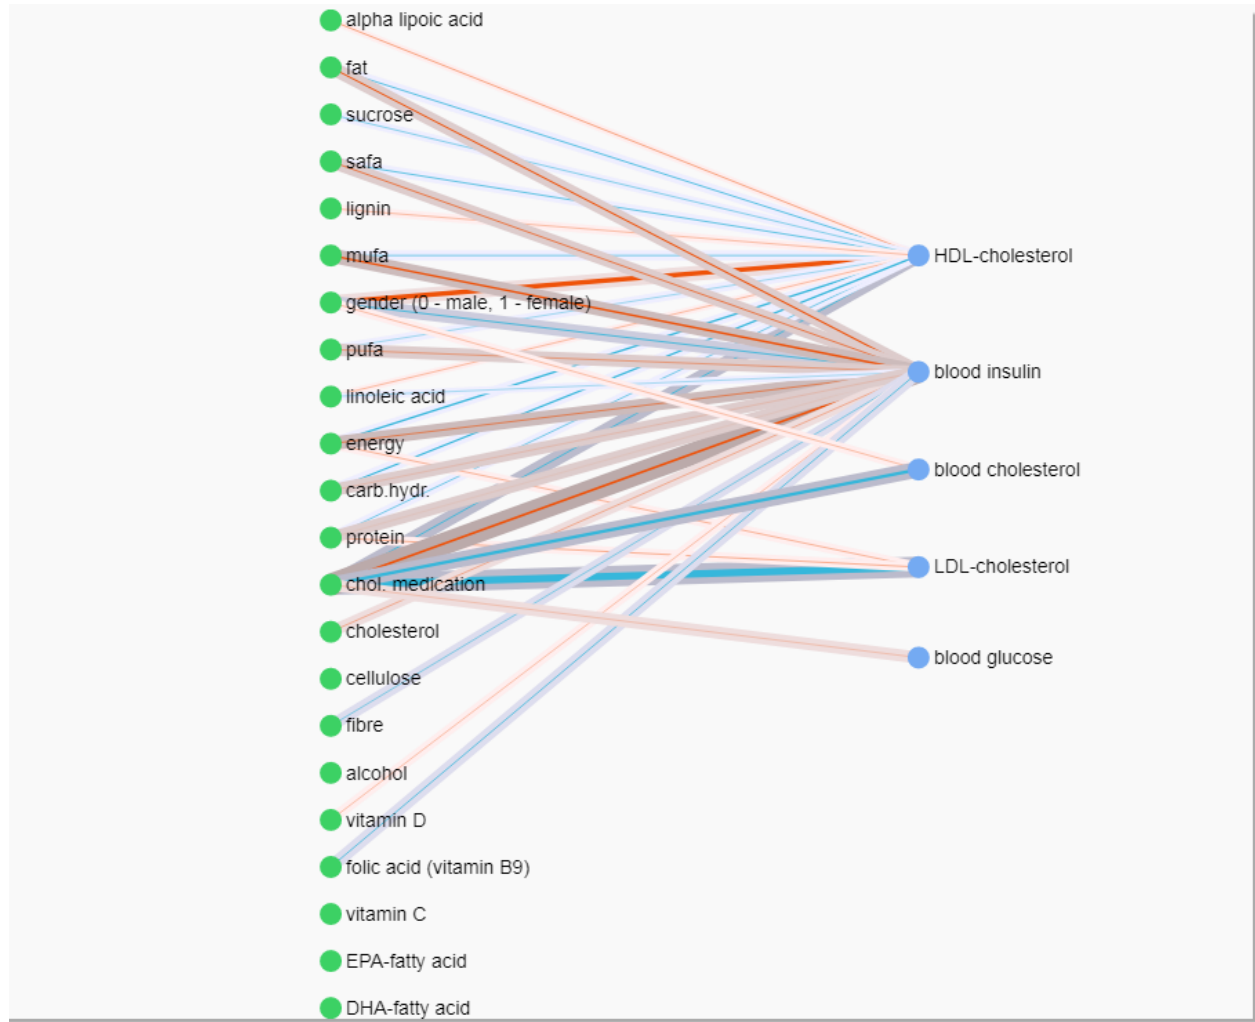 alpha lipoic acid
fat
sucrose
safa
lignin
mufa
gender (0 - male, 1 - female)
pufa
linoleic acid
energy
carb.hydr.
protein
chol. medication
cholesterol
cellulose
fibre
alcohol
vitamin D
folic acid (vitamin B9)
vitamin C
EPA-fatty acid
DHA-fatty acid
HDL-cholesterol
blood insulin
blood cholesterol
LDL-cholesterol
blood glucose